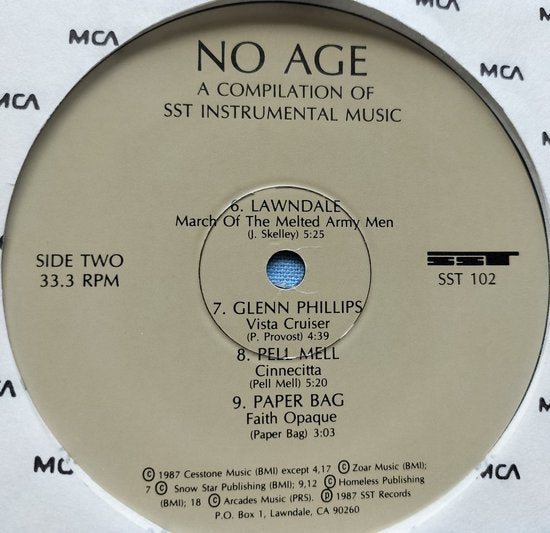 MCA
MCA
MCA
MCA
MCA
MCA
NO AGE
A COMPILATION OF
SST INSTRUMENTAL MUSIC
6. LAWNDALE
March Of The Melted Army Men
(J. Skelley) 5:25
SIDE TWO
33.3 RPM
SST
SST 102
7. GLENN PHILLIPS
Vista Cruiser
(P. Provost) 4:39
8. PELL MELL
Cinnecitta
(Pell Mell) 5:20
9. PAPER BAG
Faith Opaque
(Paper Bag) 3:03
© 1987 Cesstone Music (BMI) except 4,17 © Zoar Music (BMI);
7 © Snow Star Publishing (BMI); 9,12 © Homeless Publishing
(BMI); 18 © Arcades Music (PRS). ℗ 1987 SST Records
P.O. Box 1, Lawndale, CA 90260